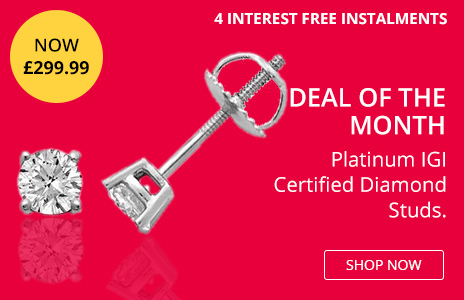 4 INTEREST FREE INSTALMENTS
NOW
£299.99
DEAL OF THE
MONTH
Platinum IGI
Certified Diamond
Studs.
SHOP NOW